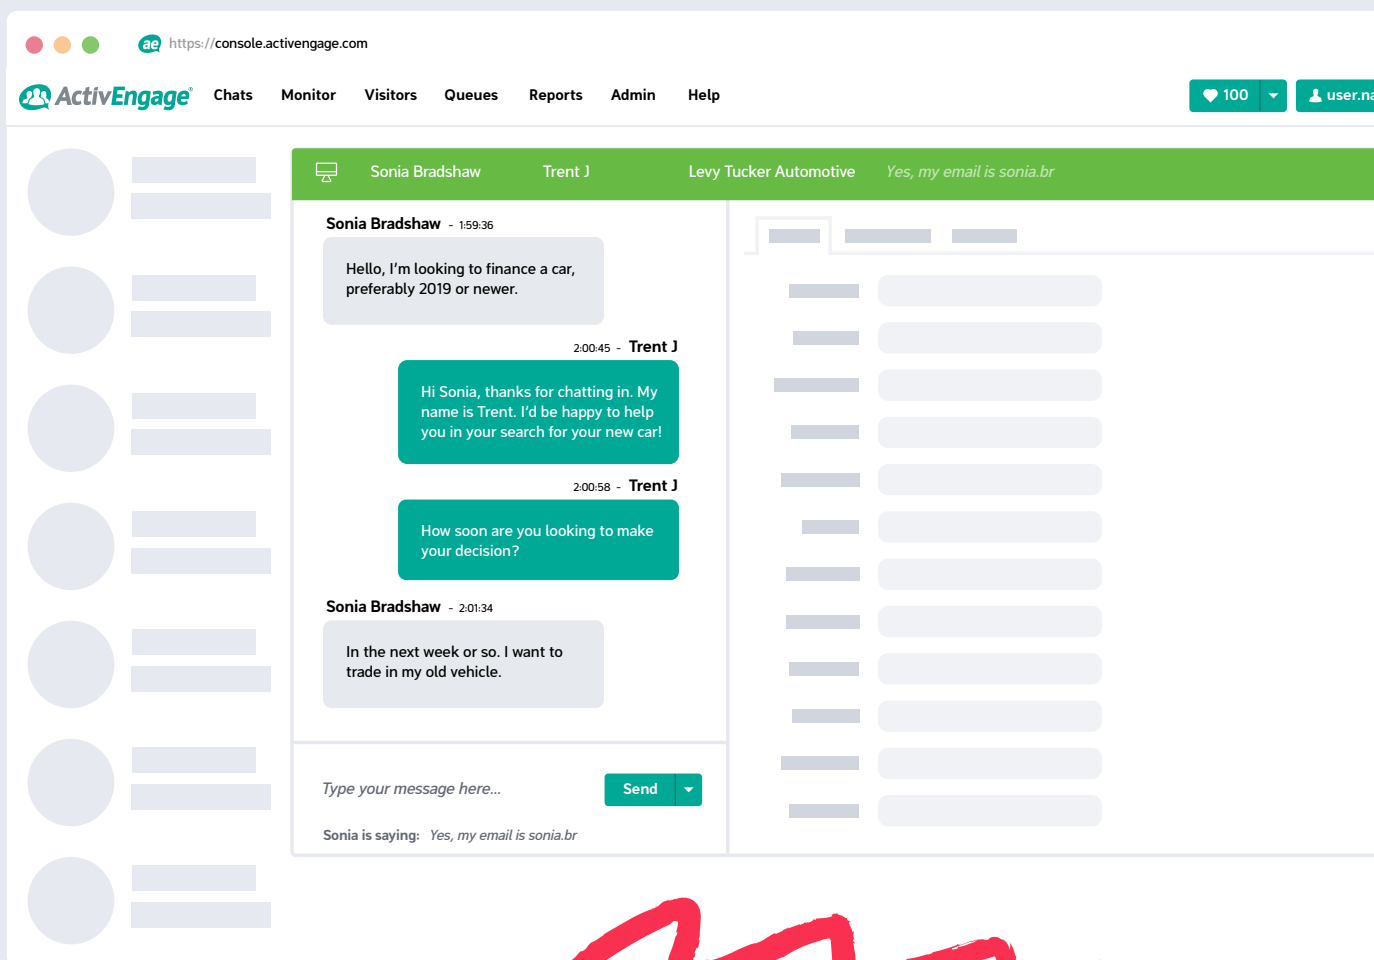 ae https://console.activengage.com
ActivEngage® Chats Monitor Visitors Queues Reports Admin Help 100 user.na
Sonia Bradshaw Trent J Levy Tucker Automotive Yes, my email is sonia.br
Sonia Bradshaw - 1:59:36
Hello, I'm looking to finance a car,
preferably 2019 or newer.
2:00:45 - Trent J
Hi Sonia, thanks for chatting in. My
name is Trent. I'd be happy to help
you in your search for your new car!
2:00:58 - Trent J
How soon are you looking to make
your decision?
Sonia Bradshaw - 2:01:34
In the next week or so. I want to
trade in my old vehicle.
Type your message here... Send
Sonia is saying: Yes, my email is sonia.br